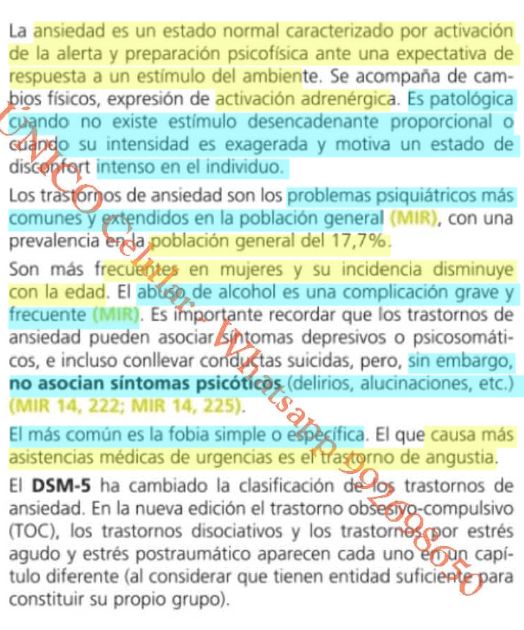 La ansiedad es un estado normal caracterizado por activación
de la alerta y preparación psicofísica ante una expectativa de
respuesta a un estímulo del ambiente. Se acompaña de cam-
bios físicos, expresión de activación adrenérgica. Es patológica
cuando no existe estímulo desencadenante proporcional o
cuando su intensidad es exagerada y motiva un estado de
disconfort intenso en el individuo.
Los trastornos de ansiedad son los problemas psiquiátricos más
comunes y extendidos en la población general (MIR), con una
prevalencia en la población general del 17,7%.
Son más frecuentes en mujeres y su incidencia disminuye
con la edad. El abuso de alcohol es una complicación grave y
frecuente (MIR). Es importante recordar que los trastornos de
ansiedad pueden asociar síntomas depresivos o psicosomáti-
cos, e incluso conllevar conductas suicidas, pero, sin embargo,
no asocian síntomas psicóticos (delirios, alucinaciones, etc.)
(MIR 14, 222; MIR 14, 225).
El más común es la fobia simple o específica. El que causa más
asistencias médicas de urgencias es el trastorno de angustia.
El DSM-5 ha cambiado la clasificación de los trastornos de
ansiedad. En la nueva edición el trastorno obsesivo-compulsivo
(TOC), los trastornos disociativos y los trastornos por estrés
agudo y estrés postraumático aparecen cada uno en un capí-
tulo diferente (al considerar que tienen entidad suficiente para
constituir su propio grupo).
UNICO Celular - Whatsapp 992698650